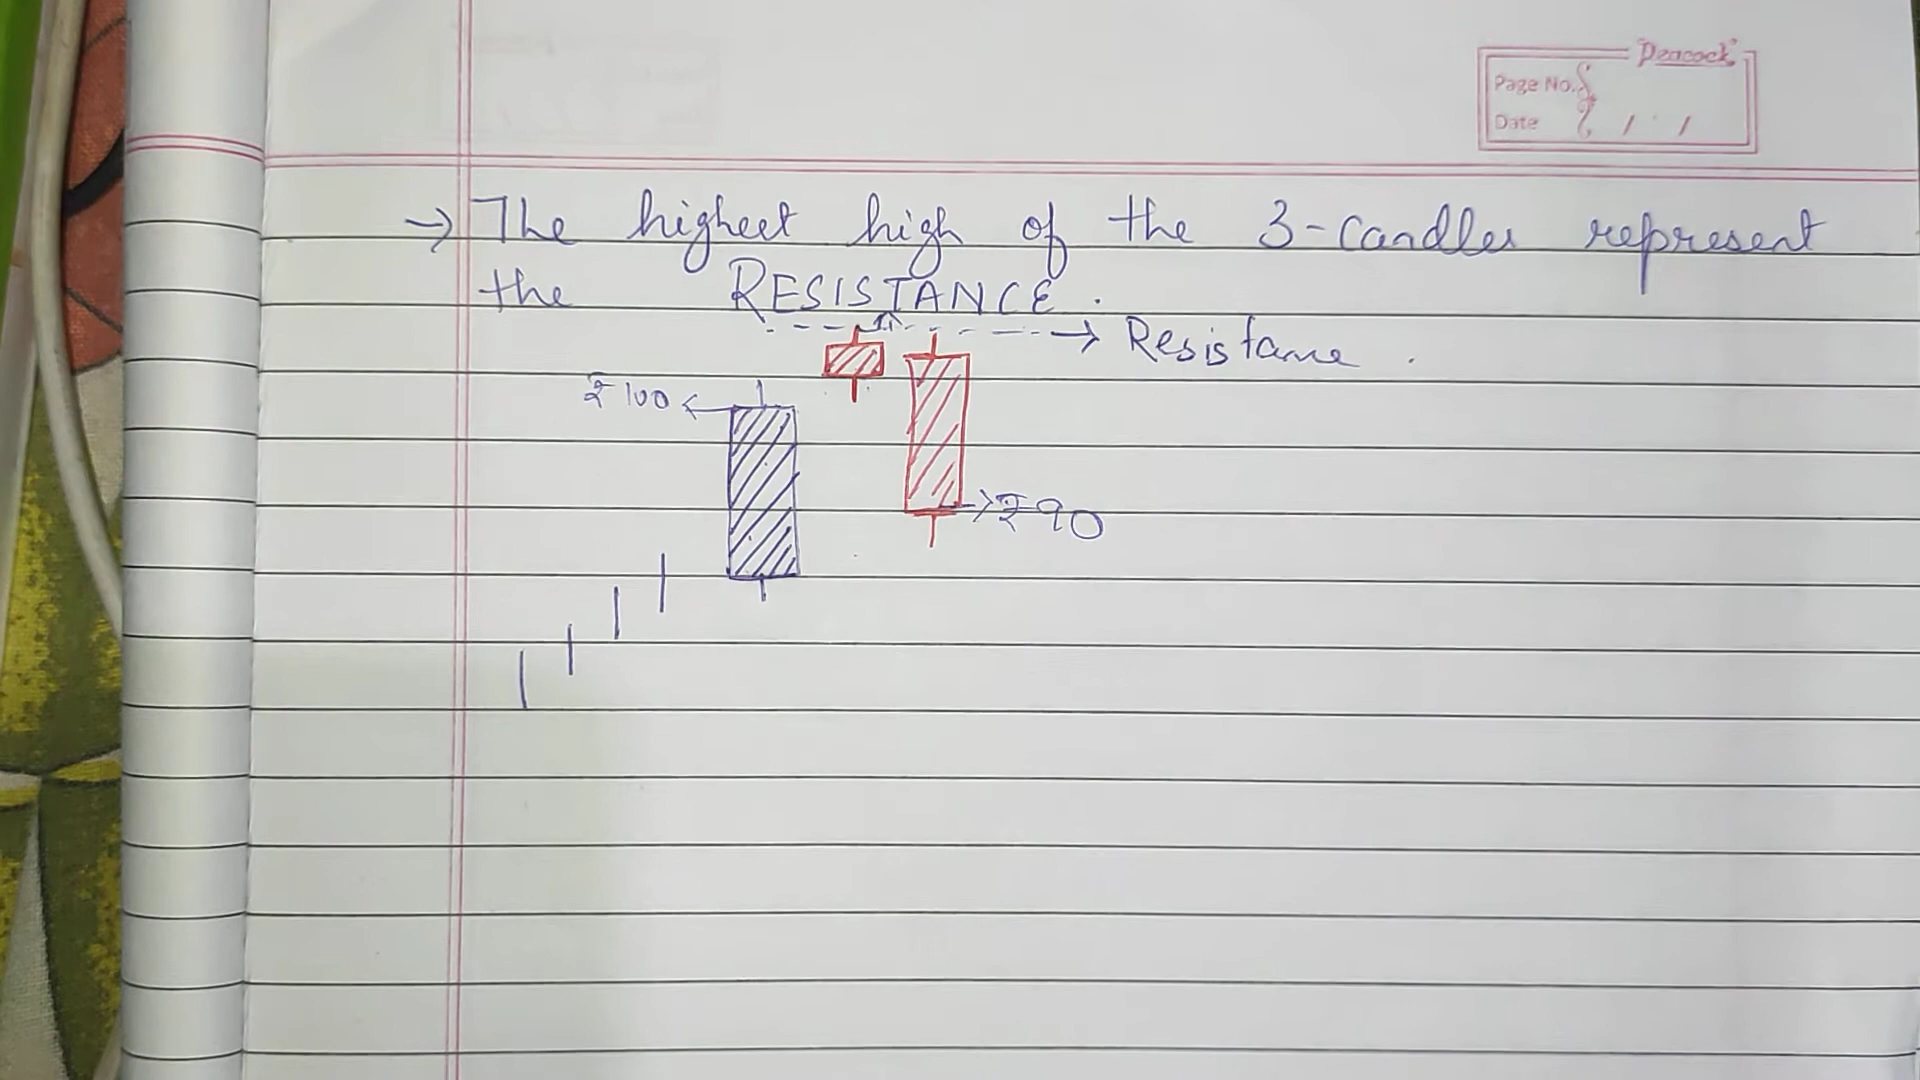 Peacock
Page No.
Date / /
→ The highest high of the 3-candles represent
the RESISTANCE.
→ Resistance.
₹100 ←
→ ₹90